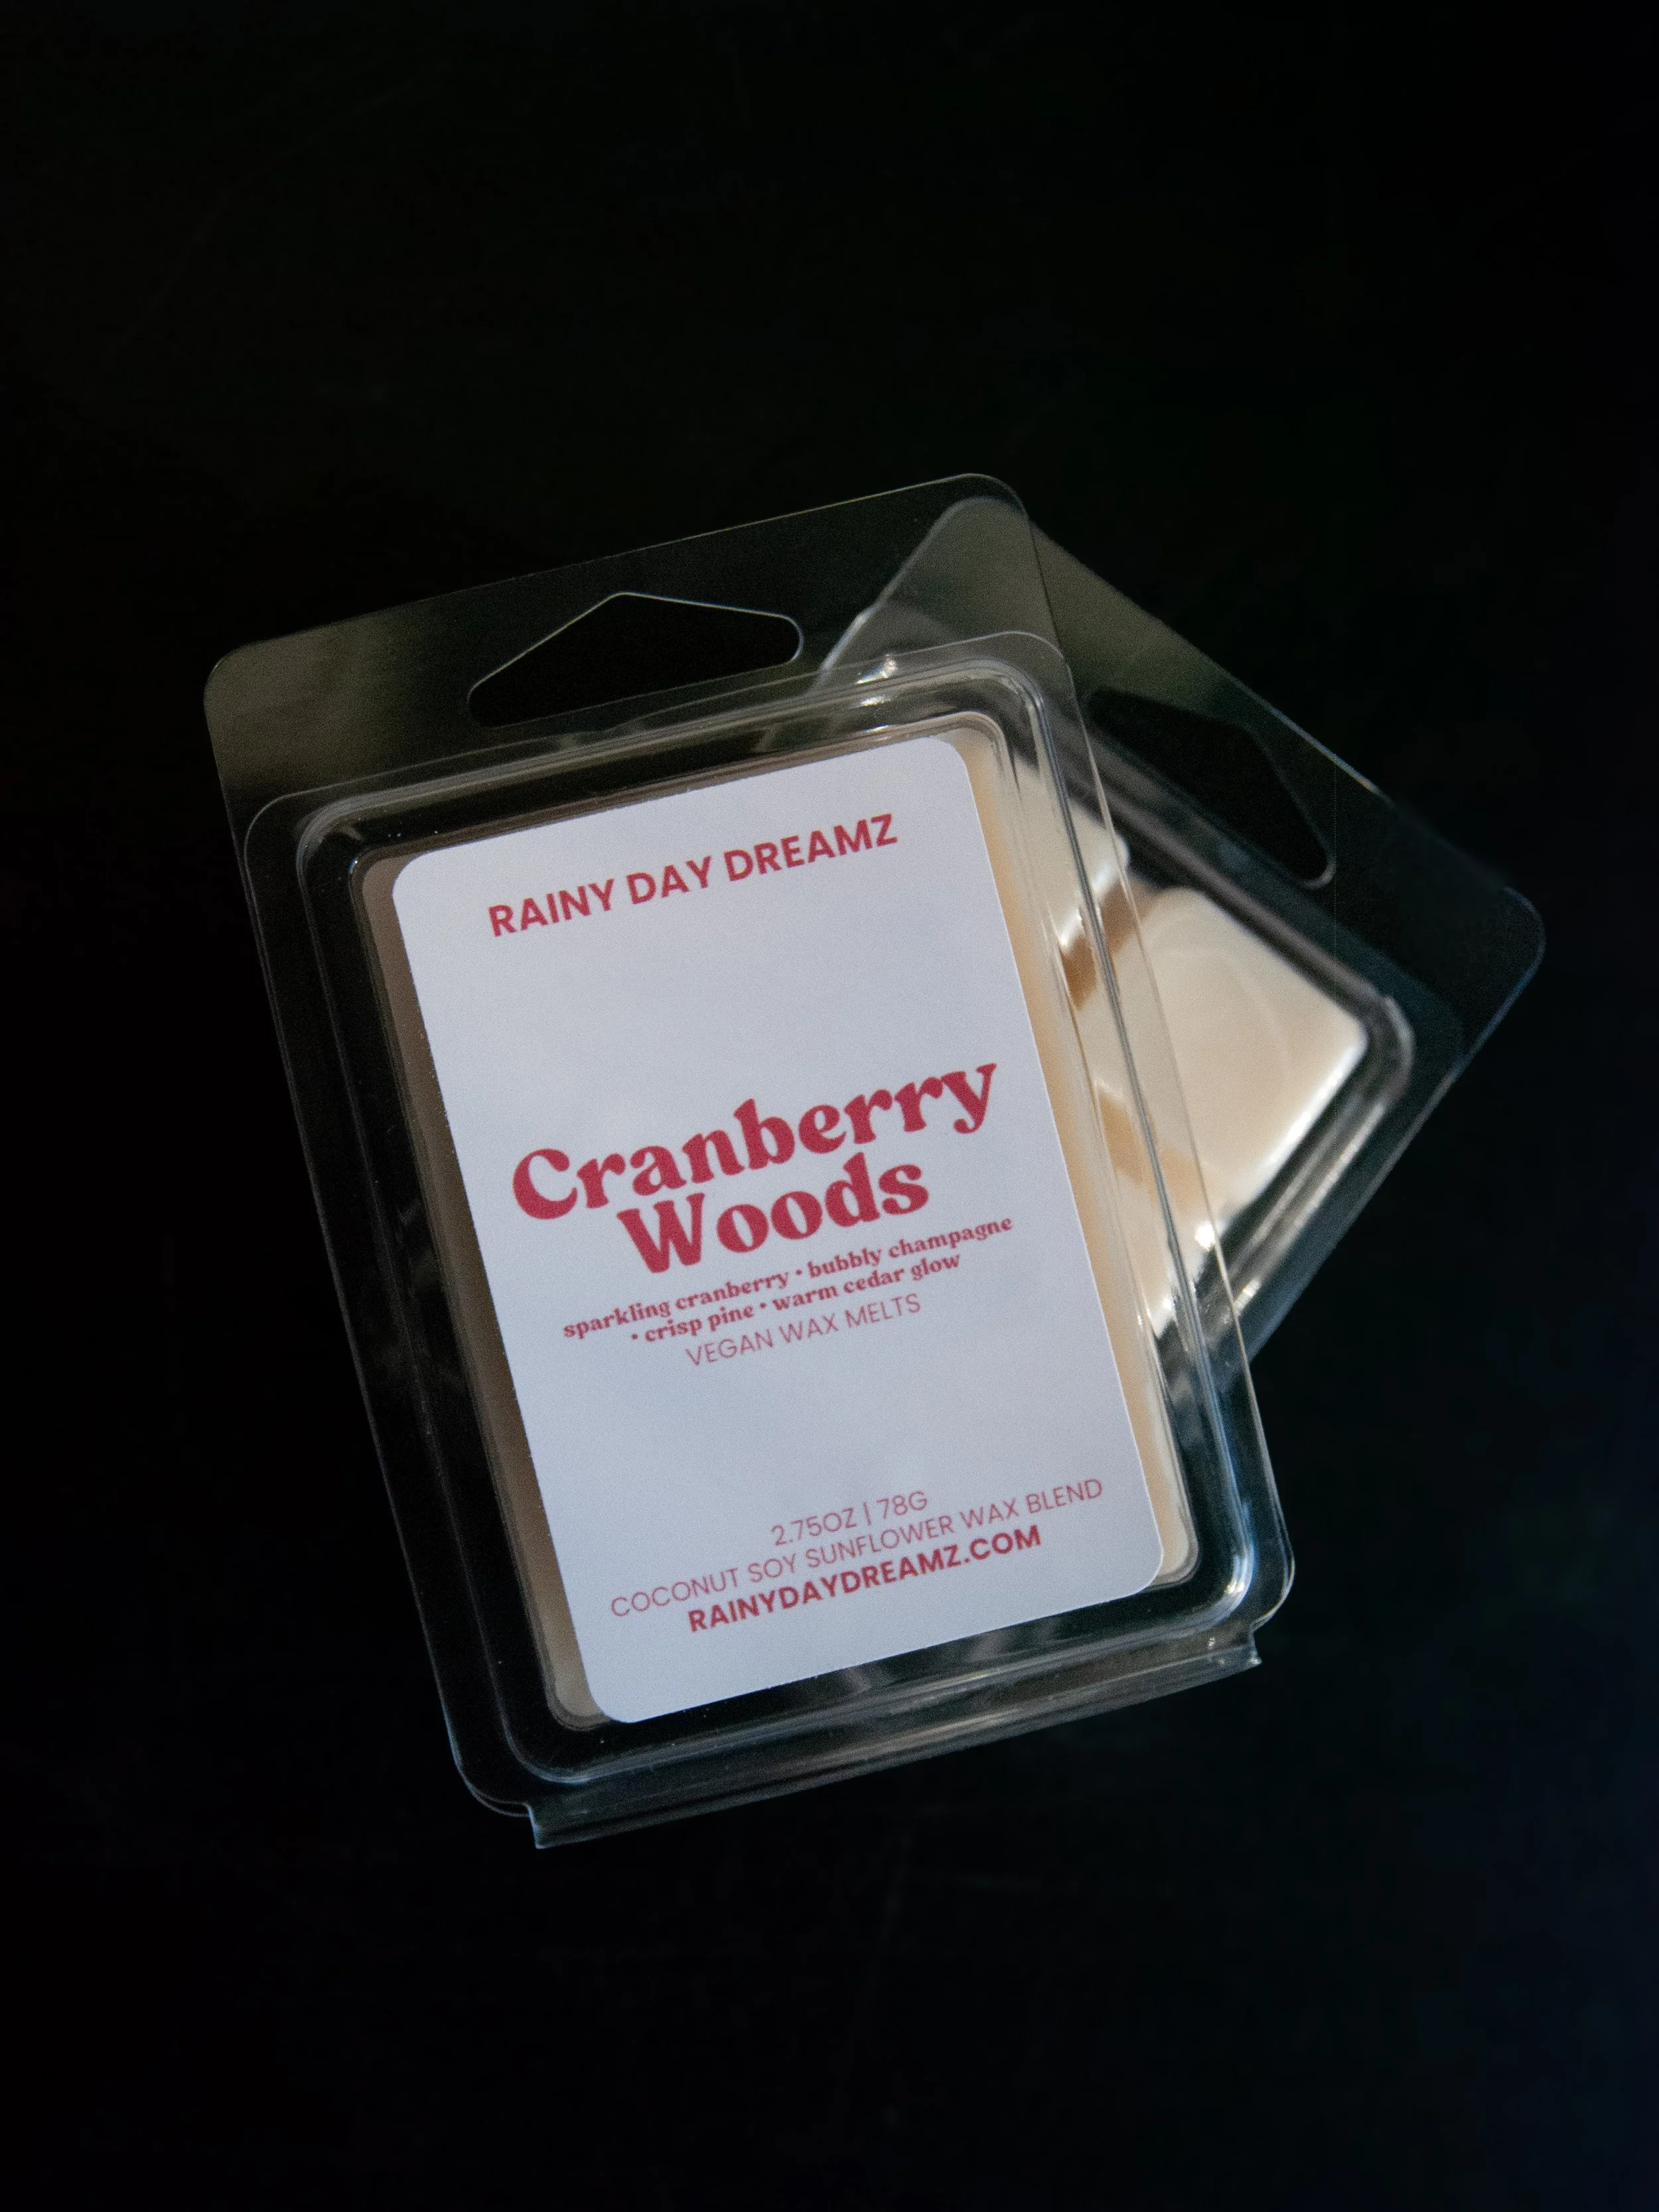 RAINY DAY DREAMZ
Cranberry
Woods
sparkling cranberry • bubbly champagne
• crisp pine • warm cedar glow
VEGAN WAX MELTS
2.75OZ | 78G
COCONUT SOY SUNFLOWER WAX BLEND
RAINYDAYDREAMZ.COM